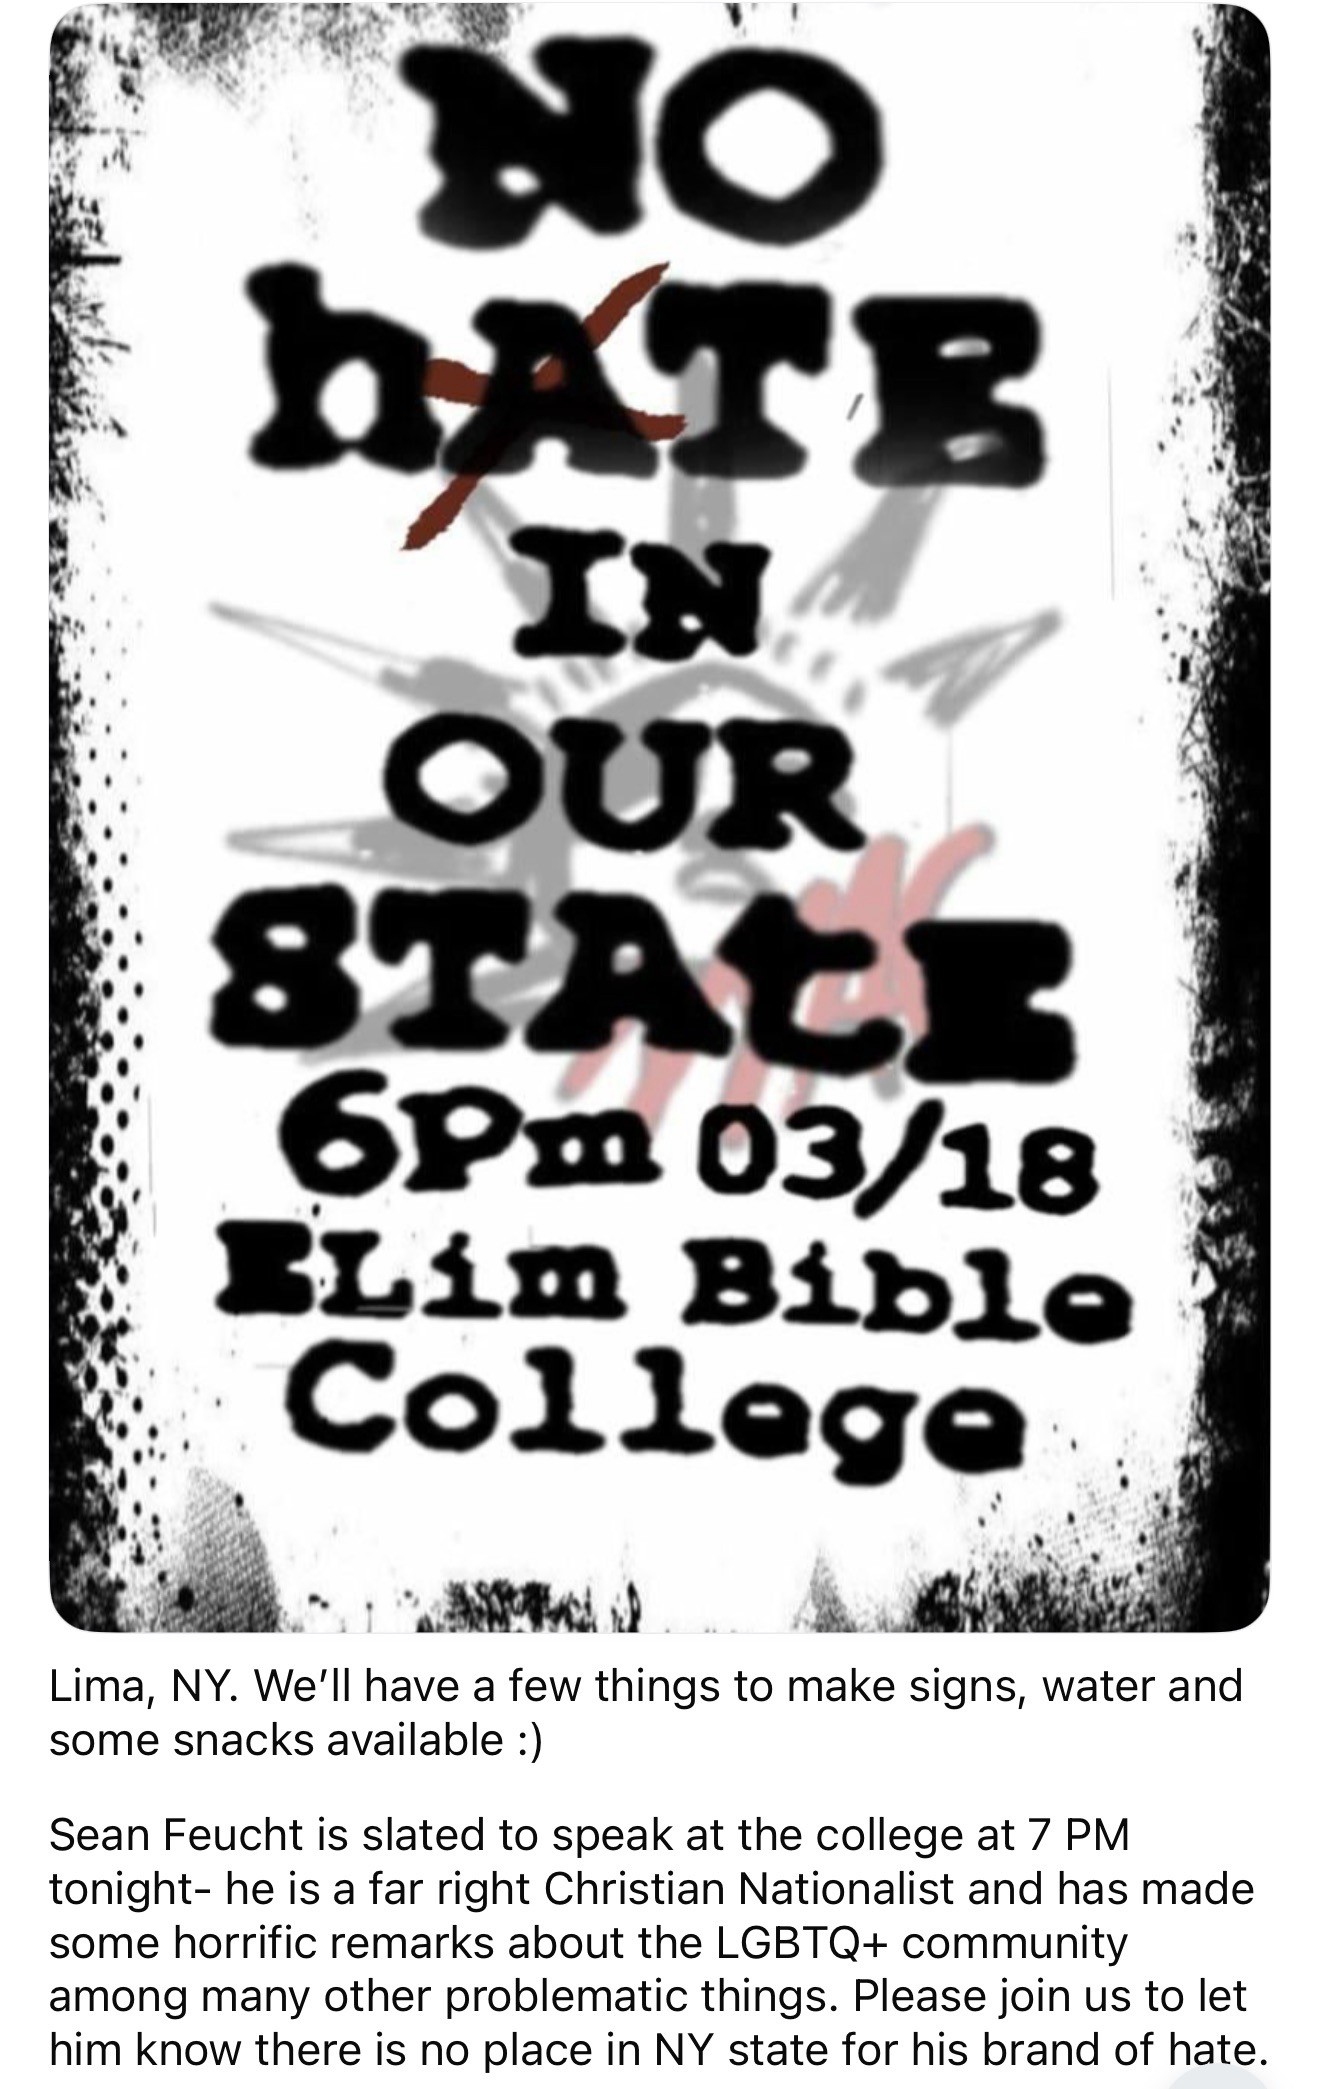 NO
hATE
IN
OUR
STAtE
6Pm 03/18
ELim Bible
College
Lima, NY. We’ll have a few things to make signs, water and
some snacks available :)
Sean Feucht is slated to speak at the college at 7 PM
tonight- he is a far right Christian Nationalist and has made
some horrific remarks about the LGBTQ+ community
among many other problematic things. Please join us to let
him know there is no place in NY state for his brand of hate.